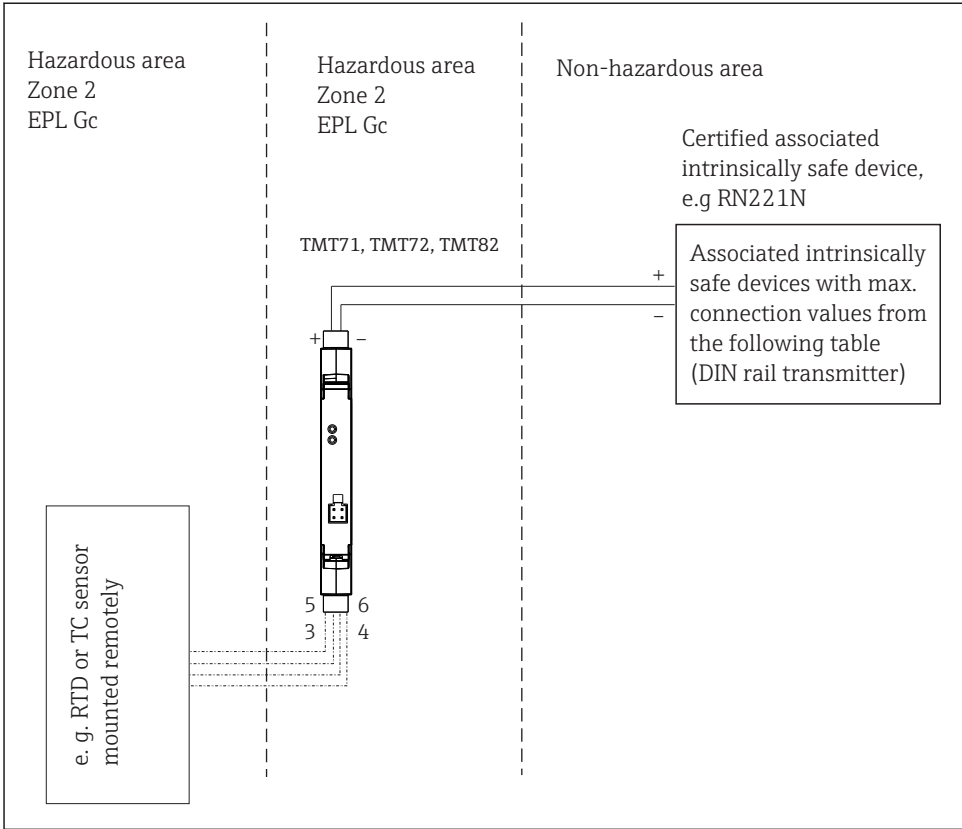 Hazardous area
Zone 2
EPL Gc
Hazardous area
Zone 2
EPL Gc
Non-hazardous area
Certified associated
intrinsically safe device,
e.g RN221N
TMT71, TMT72, TMT82
Associated intrinsically
safe devices with max.
connection values from
the following table
(DIN rail transmitter)
+
–
+ –
5 6
3 4
e. g. RTD or TC sensor
mounted remotely